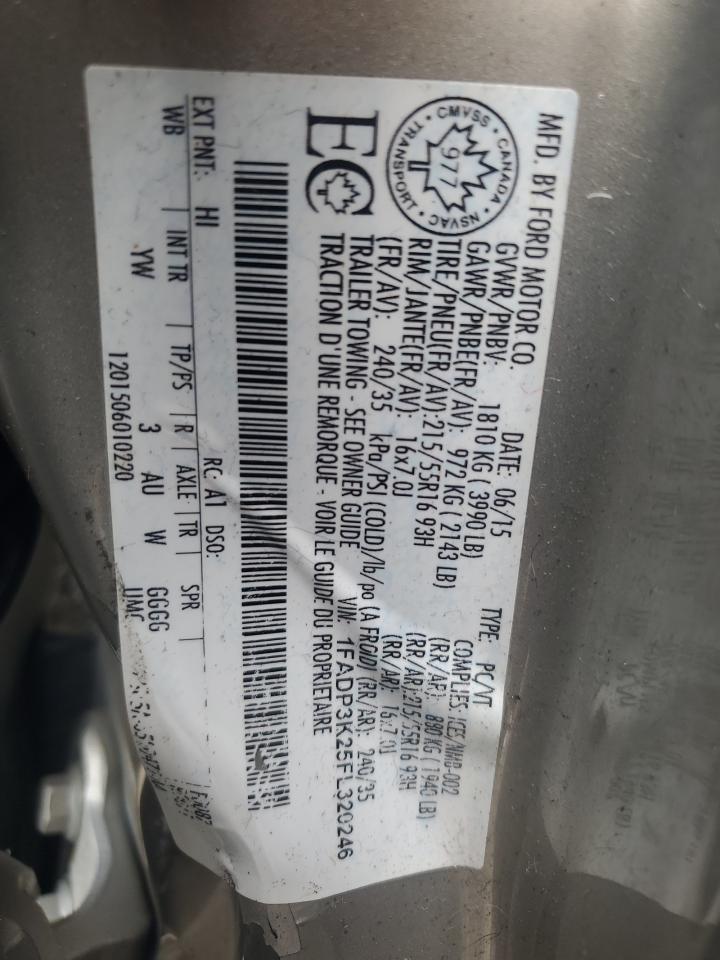 MFD. BY FORD MOTOR CO. DATE: 06/15 TYPE: PC/VT
GVWR/PNBV: 1810 KG ( 3990 LB)
GAWR/PNBE(FR/AV): 972 KG ( 2143 LB) (RR/AR): 880 KG ( 1940 LB)
TIRE/PNEU(FR/AV):215/55R16 93H (RR/AR):215/55R16 93H
RIM/JANTE(FR/AV): 16x7.0J (RR/AR): 16x7.0J
(FR/AV): 240/35 kPa/PSI (COLD)/lb/po (A FROID) (RR/AR): 240/35
TRAILER TOWING - SEE OWNER GUIDE VIN: 1FADP3K25FL320246
TRACTION D'UNE REMORQUE - VOIR LE GUIDE DU PROPRIETAIRE
CMVSS · CANADA · NSVAC · TRANSPORT ·
977
COMPLIES
EC
EXT PNT: HI RC: A1 DSO:
WB | INT TR | TP/PS | R | AXLE | TR | SPR |
YW 3 AU W GGGG
1201506010220